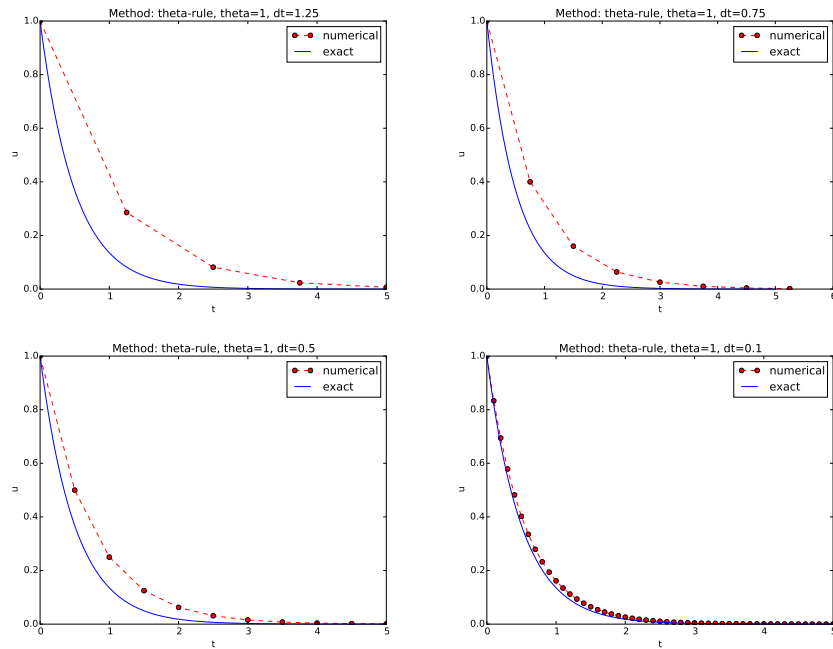 Method: theta-rule, theta=1, dt=1.25
numerical
exact
1.0
0.8
0.6
0.4
0.2
0.0
u
0 1 2 3 4 5
t
Method: theta-rule, theta=1, dt=0.75
numerical
exact
1.0
0.8
0.6
0.4
0.2
0.0
u
0 1 2 3 4 5 6
t
Method: theta-rule, theta=1, dt=0.5
numerical
exact
1.0
0.8
0.6
0.4
0.2
0.0
u
0 1 2 3 4 5
t
Method: theta-rule, theta=1, dt=0.1
numerical
exact
1.0
0.8
0.6
0.4
0.2
0.0
u
0 1 2 3 4 5
t